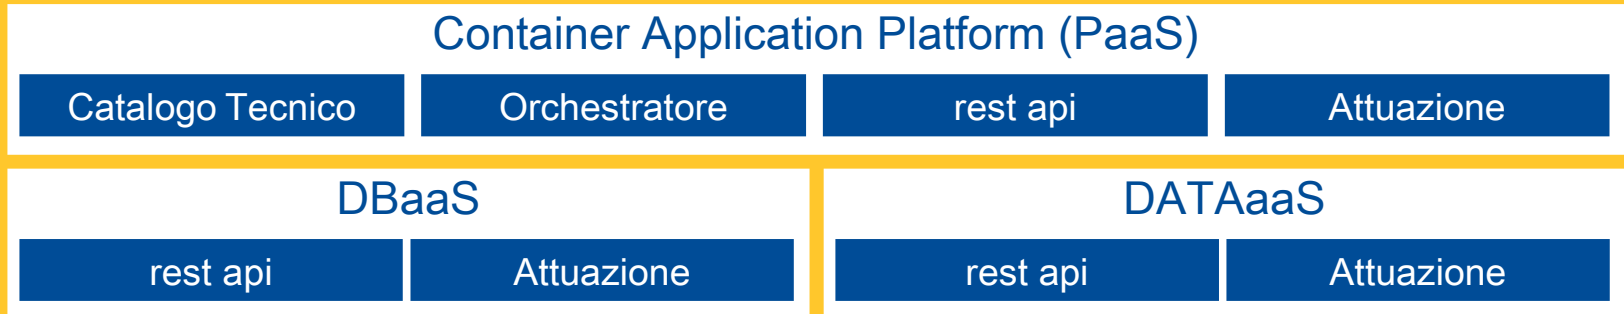 Container Application Platform (PaaS)
Catalogo Tecnico
Orchestratore
rest api
Attuazione
DBaaS
rest api
Attuazione
DATAaaS
rest api
Attuazione